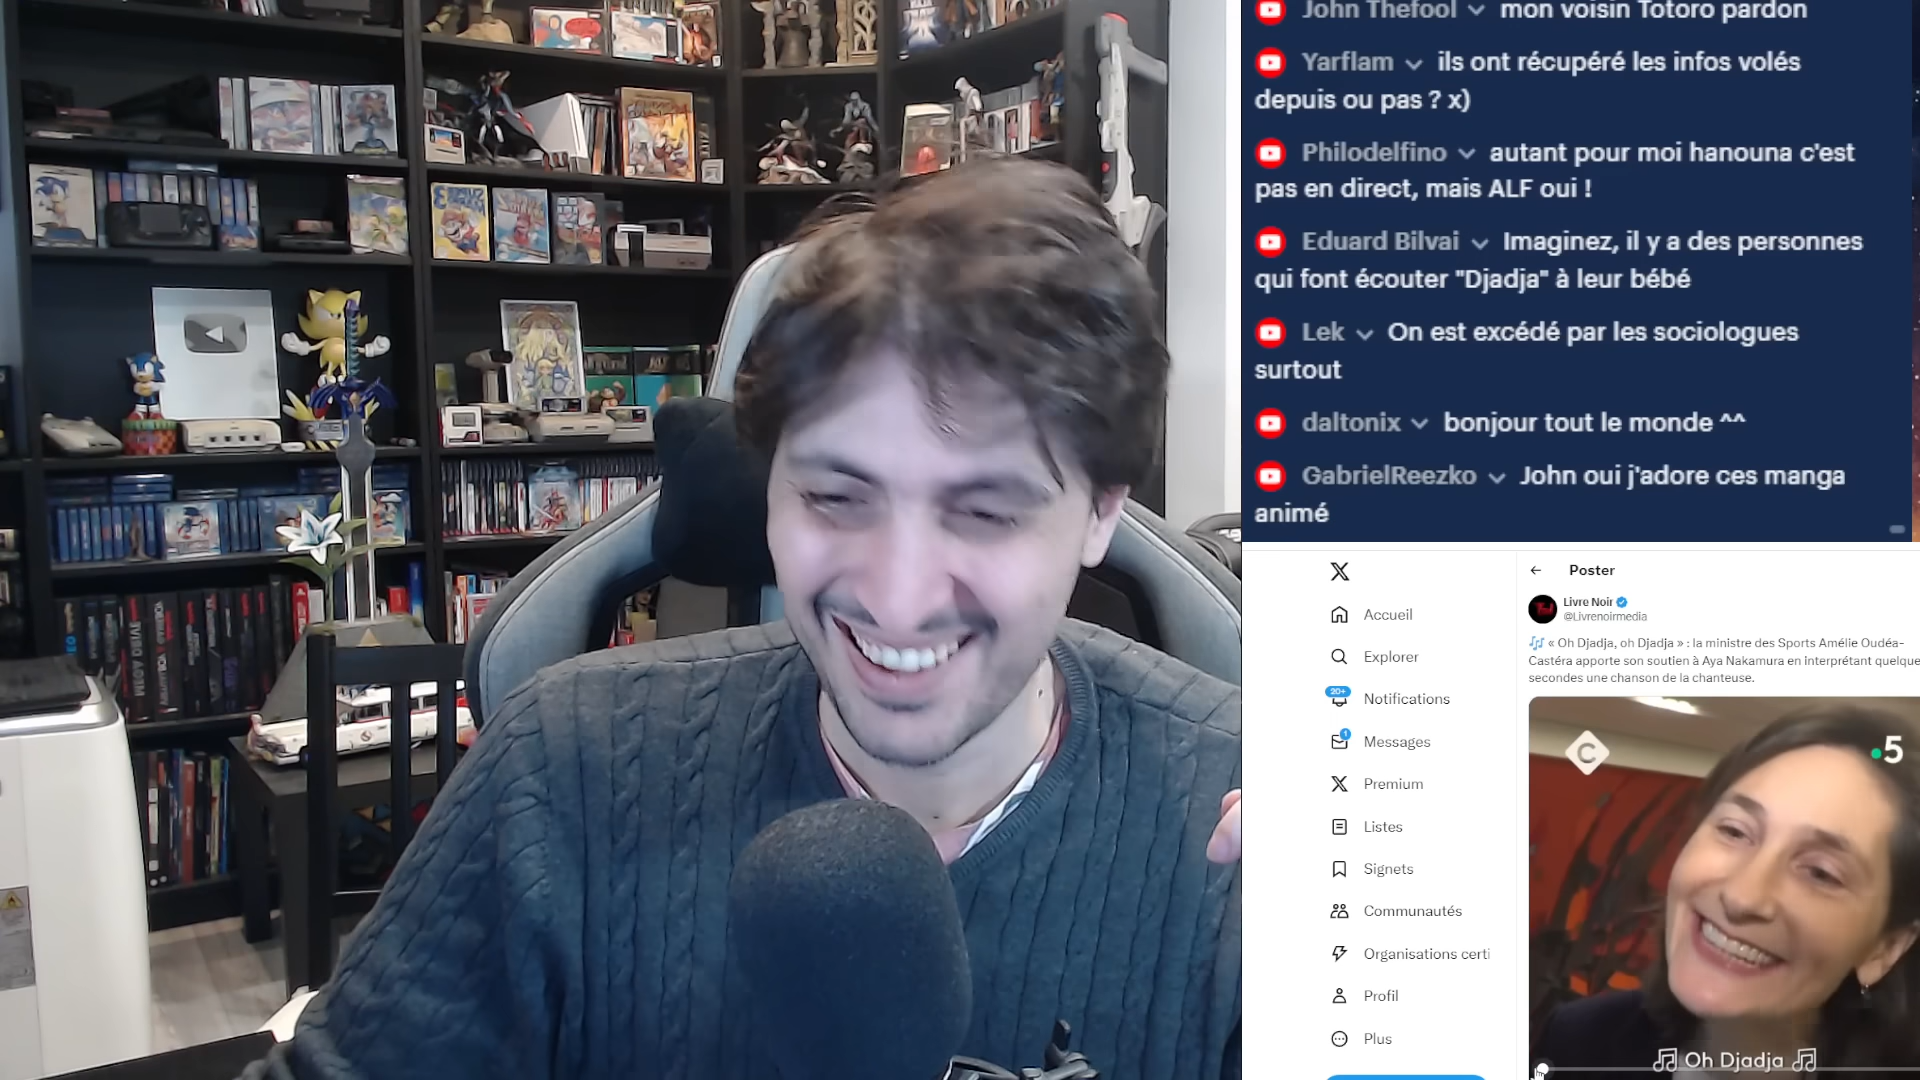 John Thefool mon voisin Totoro pardon
Yarflam ils ont récupéré les infos volés
depuis ou pas ? x)
Philodelfino autant pour moi hanouna c'est
pas en direct, mais ALF oui !
Eduard Bilvai Imaginez, il y a des personnes
qui font écouter "Djadja" à leur bébé
Lek On est excédé par les sociologues
surtout
daltonix bonjour tout le monde ^^
GabrielReezko John oui j'adore ces manga
animé
Poster
Livre Noir
@Livrenoirmedia
🎶 « Oh Djadja, oh Djadja » : la ministre des Sports Amélie Oudéa-
Castéra apporte son soutien à Aya Nakamura en interprétant quelque
secondes une chanson de la chanteuse.
Accueil
Explorer
20+
Notifications
1
Messages
Premium
Listes
Signets
Communautés
Organisations certi
Profil
Plus
C
5
🎵 Oh Djadja 🎵